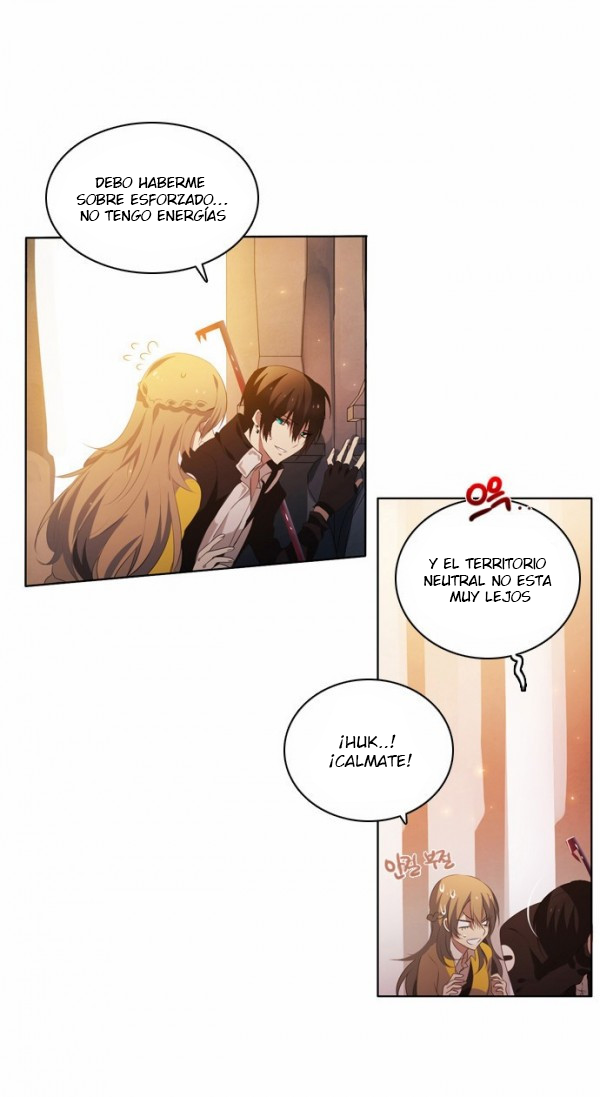 DEBO HABERME
SOBRE ESFORZADO...
NO TENGO ENERGÍAS
으윽...
Y EL TERRITORIO
NEUTRAL NO ESTA
MUY LEJOS
¡HUK..!
¡CALMATE!
안절 부절